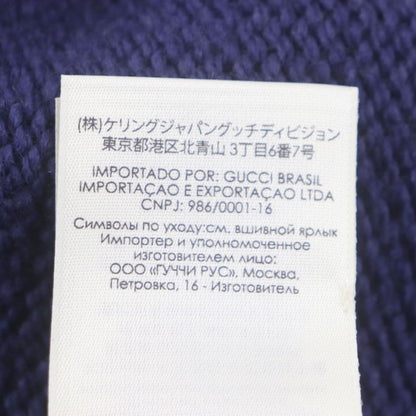 (株)ケリングジャパングッチディビジョン
東京都港区北青山 3丁目6番7号
IMPORTADO POR: GUCCI BRASIL
IMPORTAÇAO E EXPORTAÇAO LTDA
CNPJ: 986/0001-16
Символы по уходу:см. вшивной ярлык
Импортер и уполномоченное
изготовителем лицо:
ООО «ГУЧЧИ РУС», Москва,
Петровка, 16 - Изготовитель